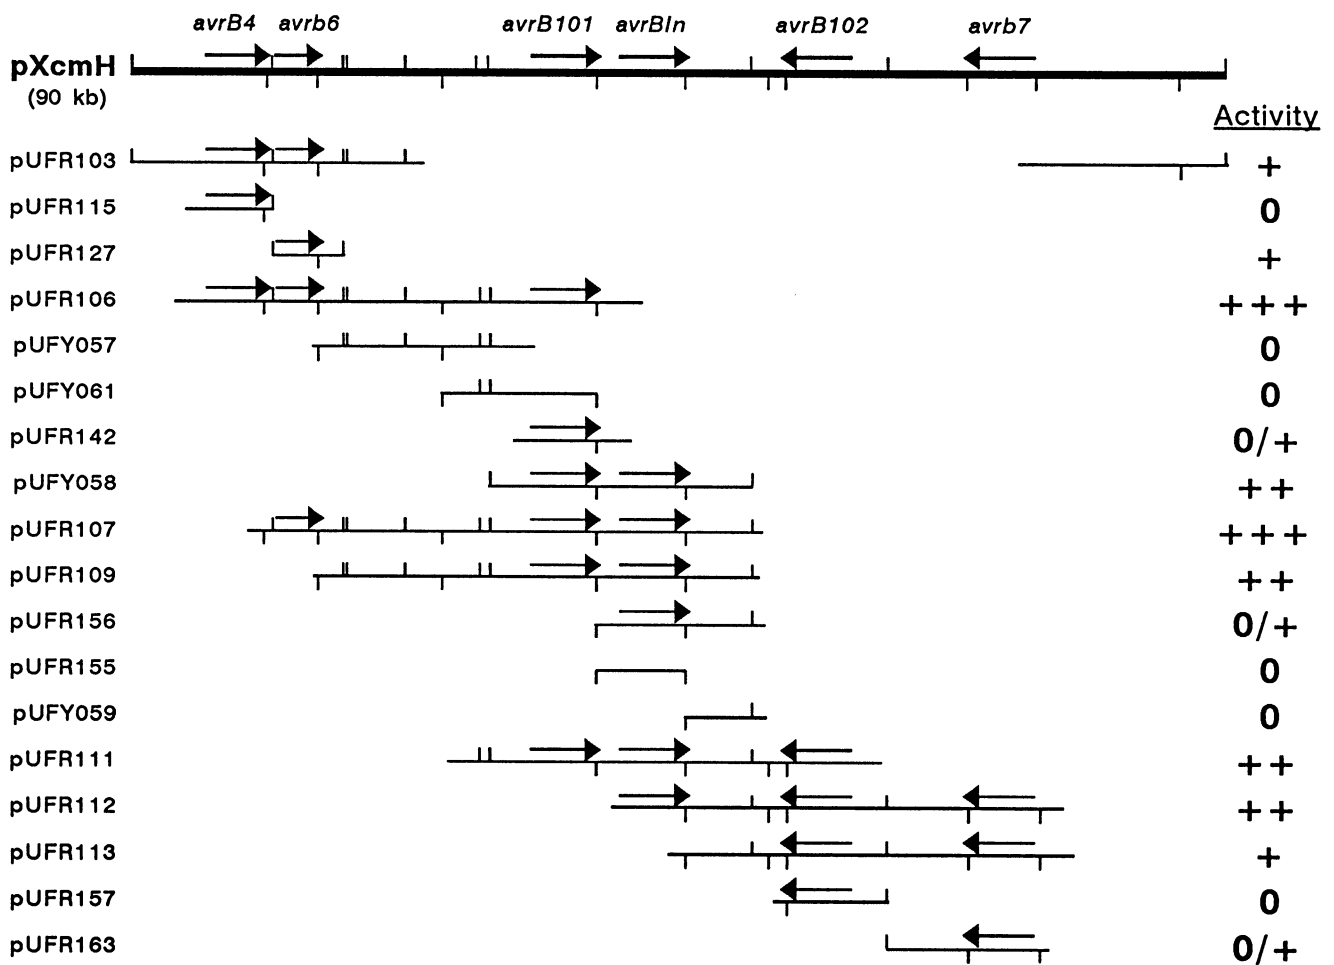 avrB4 avrb6 avrB101 avrBIn avrB102 avrb7
pXcmH
(90 kb)
Activity
pUFR103 +
pUFR115 0
pUFR127 +
pUFR106 +++
pUFY057 0
pUFY061 0
pUFR142 0/+
pUFY058 ++
pUFR107 +++
pUFR109 ++
pUFR156 0/+
pUFR155 0
pUFY059 0
pUFR111 ++
pUFR112 ++
pUFR113 +
pUFR157 0
pUFR163 0/+